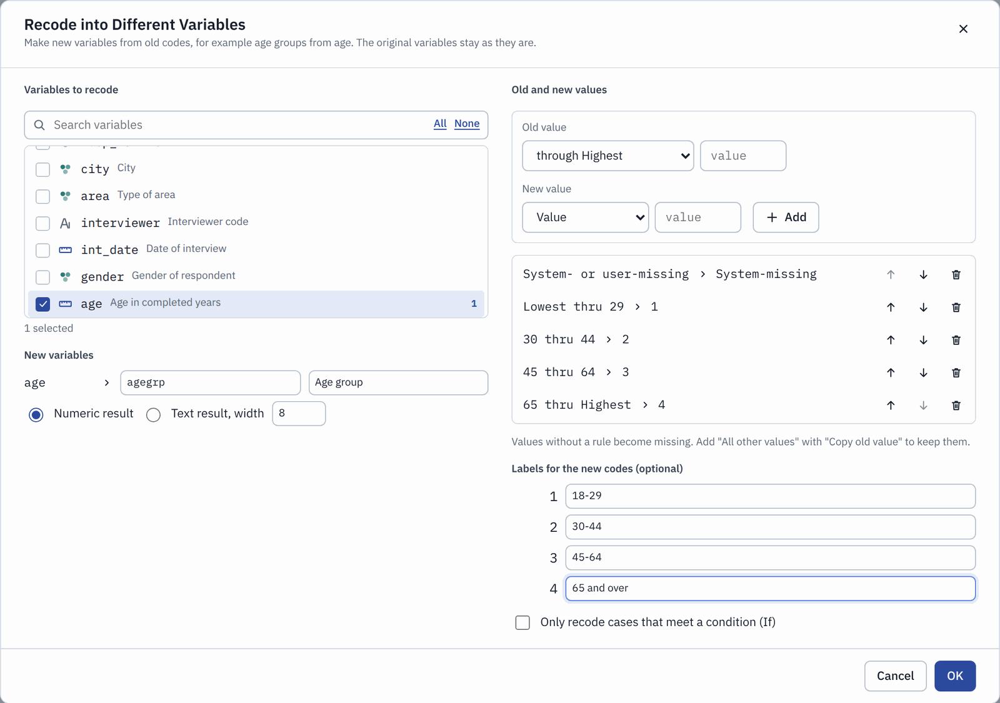 Recode into Different Variables
Make new variables from old codes, for example age groups from age. The original variables stay as they are.
Variables to recode
Search variables All None
city City
area Type of area
interviewer Interviewer code
int_date Date of interview
gender Gender of respondent
age Age in completed years 1
1 selected
New variables
age > agegrp Age group
Numeric result Text result, width 8
Old and new values
Old value
through Highest value
New value
Value value + Add
System- or user-missing > System-missing
Lowest thru 29 > 1
30 thru 44 > 2
45 thru 64 > 3
65 thru Highest > 4
Values without a rule become missing. Add "All other values" with "Copy old value" to keep them.
Labels for the new codes (optional)
1 18-29
2 30-44
3 45-64
4 65 and over
Only recode cases that meet a condition (If)
Cancel OK